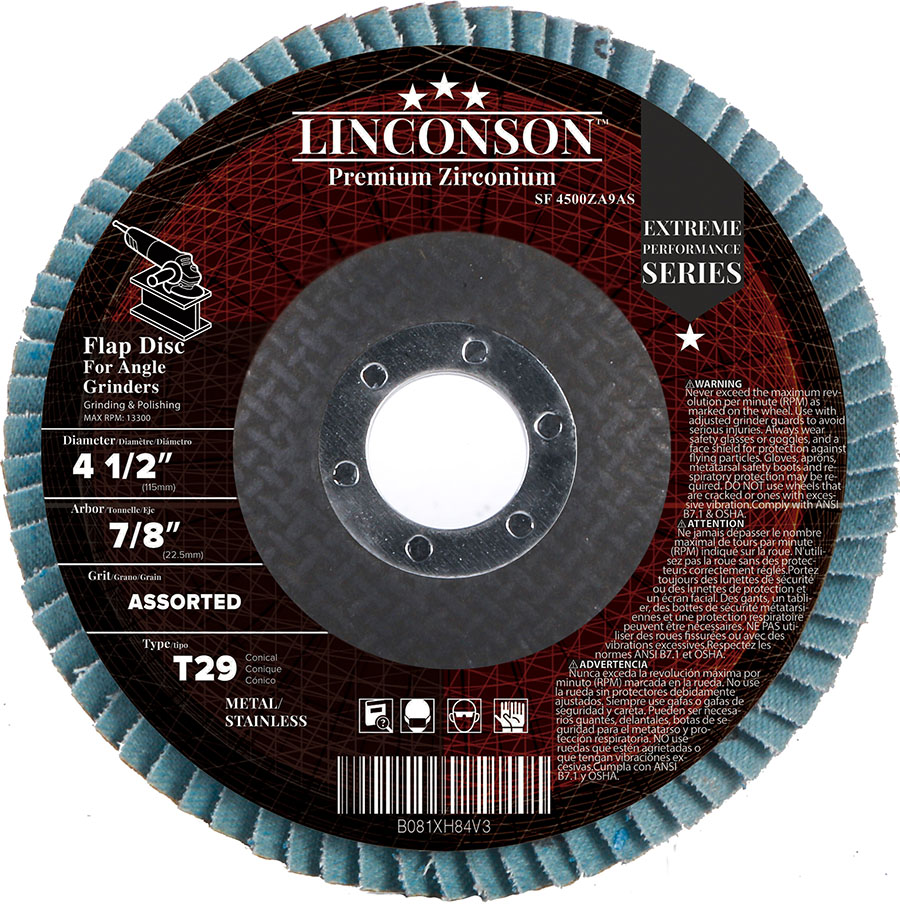 LINCONSON™
Premium Zirconium
SF 4500ZA9AS
EXTREME
PERFORMANCE
SERIES
Flap Disc
For Angle
Grinders
Grinding & Polishing
MAX RPM: 13300
Diameter/Diamètre/Diámetro
4 1/2”
(115mm)
Arbor/Tonnelle/Eje
7/8”
(22.5mm)
Grit/Grano/Grain
ASSORTED
Type/tipo
T29
Conical
Conique
Cónico
METAL/
STAINLESS
⚠WARNING
Never exceed the maximum rev-
olution per minute (RPM) as
marked on the wheel. Use with
adjusted grinder guards to avoid
serious injuries. Always wear
safety glasses or goggles, and a
face shield for protection against
flying particles. Gloves, aprons,
metatarsal safety boots and re-
spiratory protection may be re-
quired. DO NOT use wheels that
are cracked or ones with exces-
sive vibration.Comply with ANSI
B7.1 & OSHA.
⚠ATTENTION
Ne jamais dépasser le nombre
maximal de tours par minute
(RPM) indiqué sur la roue. N'utili-
sez pas la roue sans des protec-
teurs correctement réglés.Portez
toujours des lunettes de sécurité
ou des lunettes de protection et
un écran facial. Des gants, un tabli-
er, des bottes de sécurité métatarsi-
ennes et une protection respiratoire
peuvent être nécessaires. NE PAS uti-
liser des roues fissurées ou avec des
vibrations excessives.Respectez les
normes ANSI B7.1 et OSHA.
⚠ADVERTENCIA
Nunca exceda la revolución máxima por
minuto (RPM) marcada en la rueda. No use
la rueda sin protectores debidamente
ajustados. Siempre use gafas o gafas de
seguridad y careta. Pueden ser necesa-
rios guantes, delantales, botas de se-
guridad para el metatarso y pro-
tección respiratoria. NO use
ruedas que estén agrietadas o
que tengan vibraciones ex-
cesivas.Cumpla con ANSI
B7.1 y OSHA.
B081XH84V3